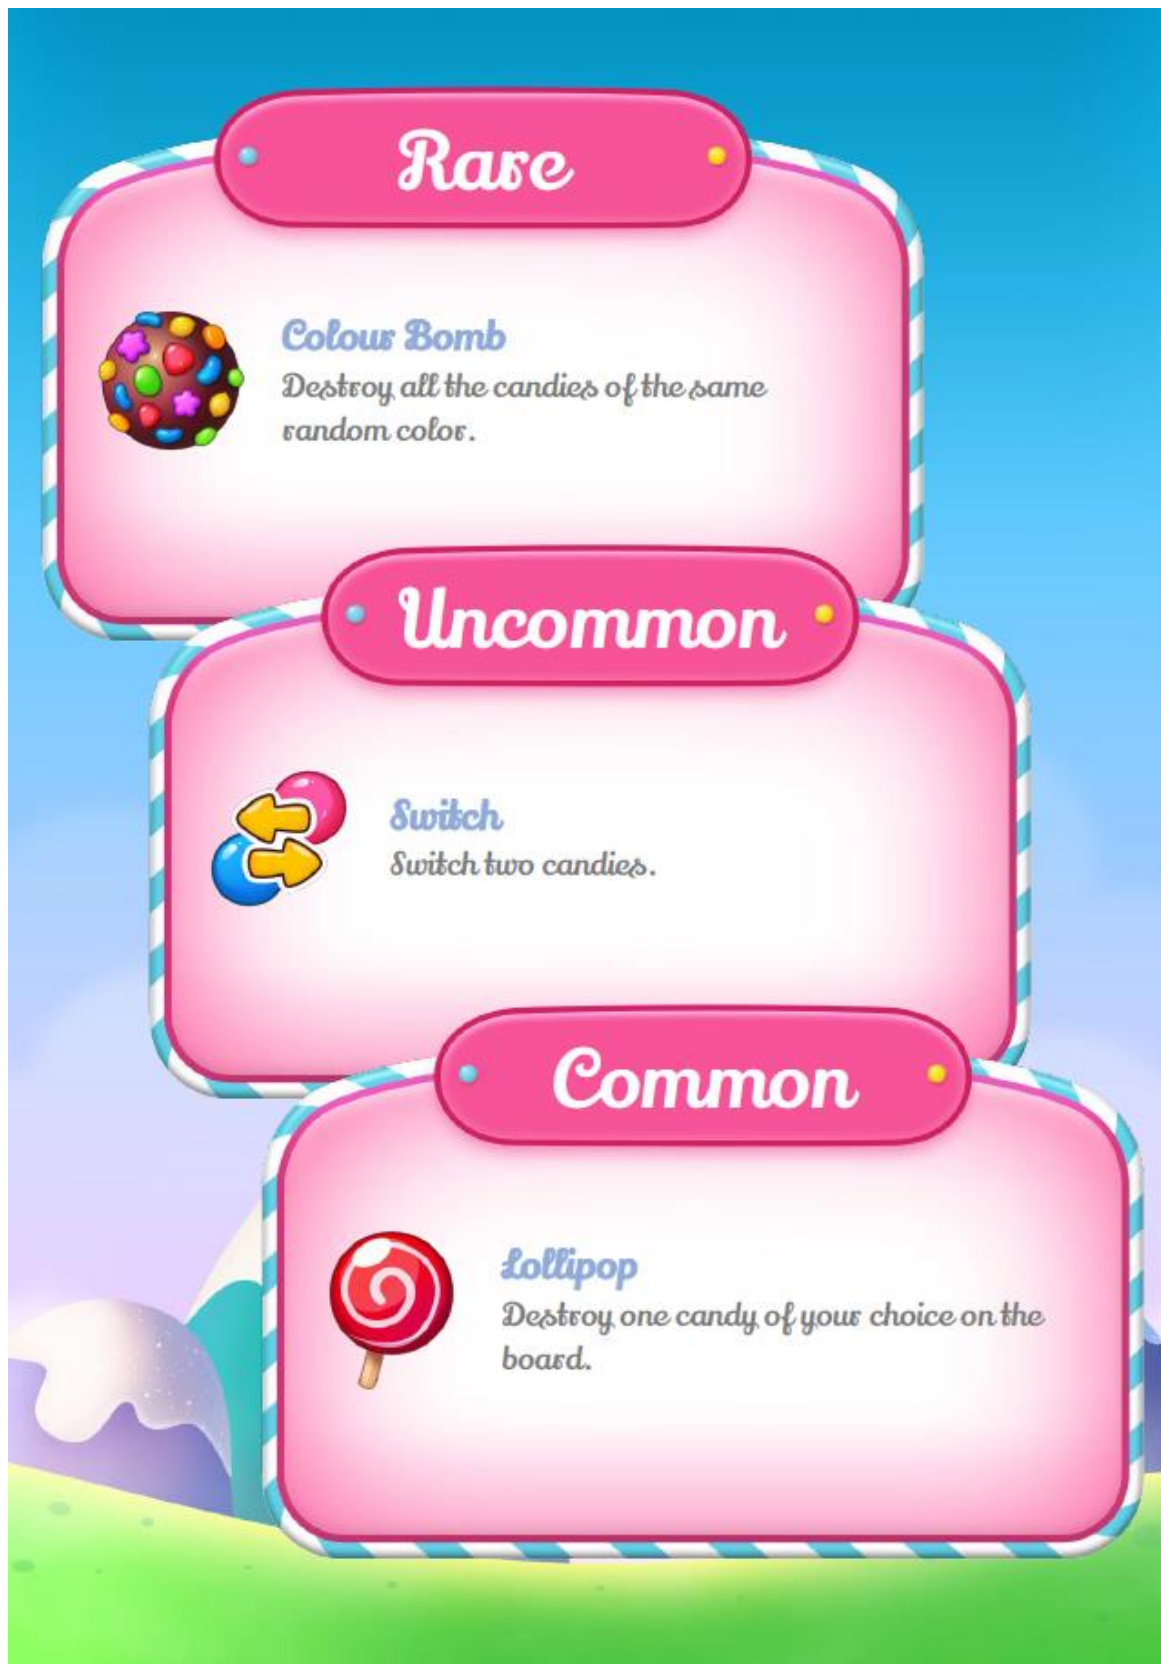 Rare
Colour Bomb
Destroy all the candies of the same
random color.
Uncommon
Switch
Switch two candies.
Common
Lollipop
Destroy one candy of your choice on the
board.